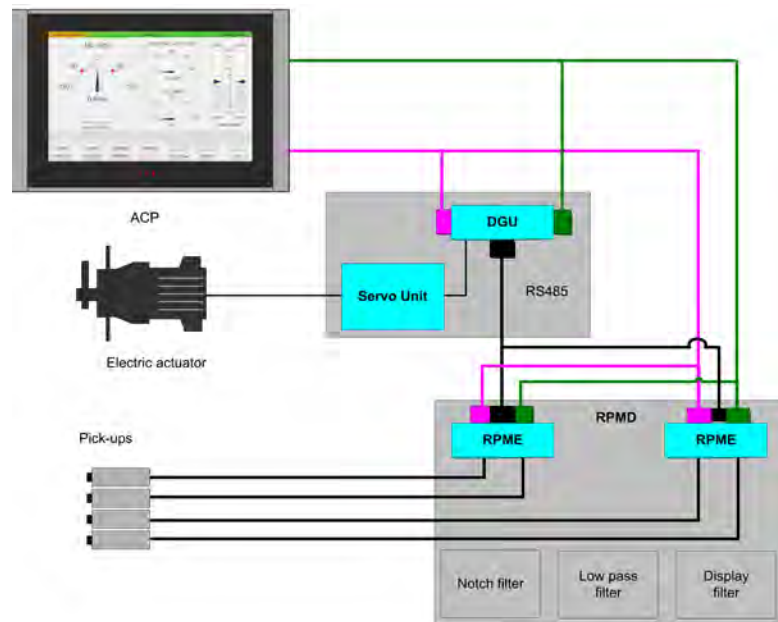 ACP
DGU
RS485
Servo Unit
Electric actuator
RPMD
RPME
RPME
Pick-ups
Notch filter
Low pass
filter
Display
filter